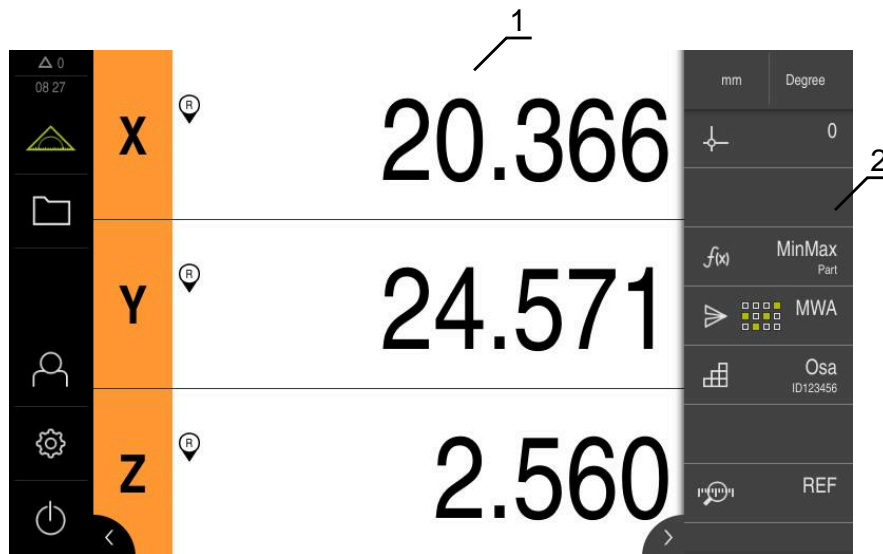 1
△ 0
08 27
mm Degree
X R 20.366
0
2
Y R 24.571
f(x) MinMax
Part
MWA
Osa
ID123456
Z R 2.560
REF